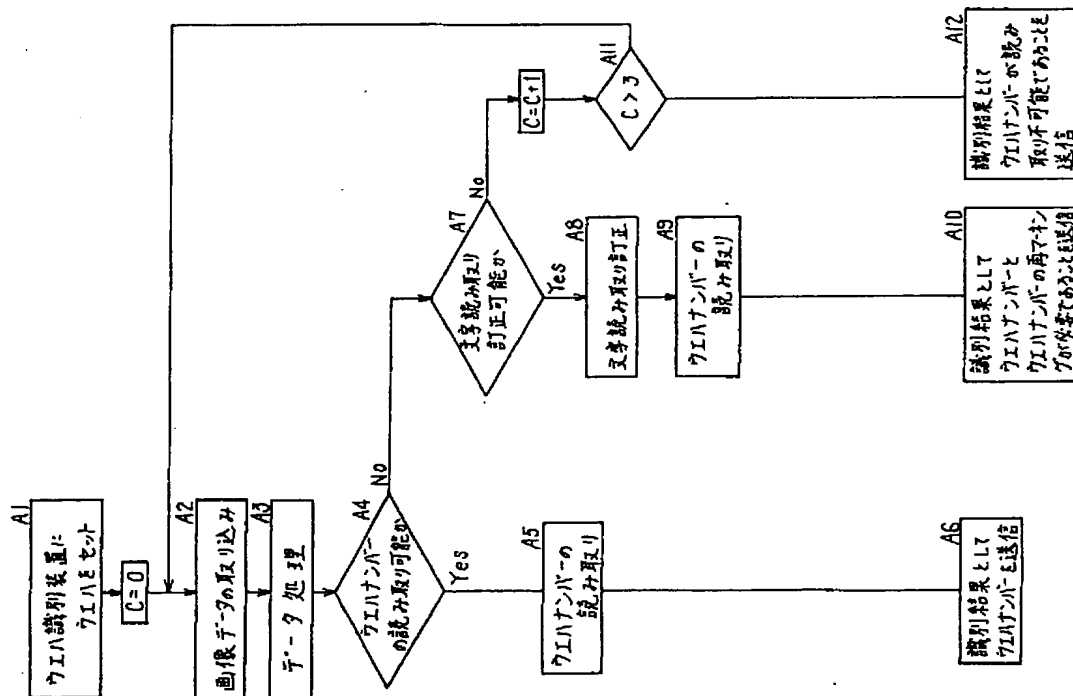 A1
ウエハ識別装置に
ウエハをセット
C=0
A2
画像データの取り込み
A3
データ処理
A4
ウエハナンバー
の読み取り可能か
Yes
No
A5
ウエハナンバーの
読み取り
A6
識別結果として
ウエハナンバーを送信
A7
文字読み取り
訂正可能か
Yes
No
A8
文字読み取り訂正
A9
ウエハナンバーの
読み取り
A10
識別結果として
ウエハナンバーと
ウエハナンバーの再マーキン
グが必要であることを送信
C=C+1
A11
C>3
A12
識別結果として
ウエハナンバーが読み
取り不可能であることを
送信